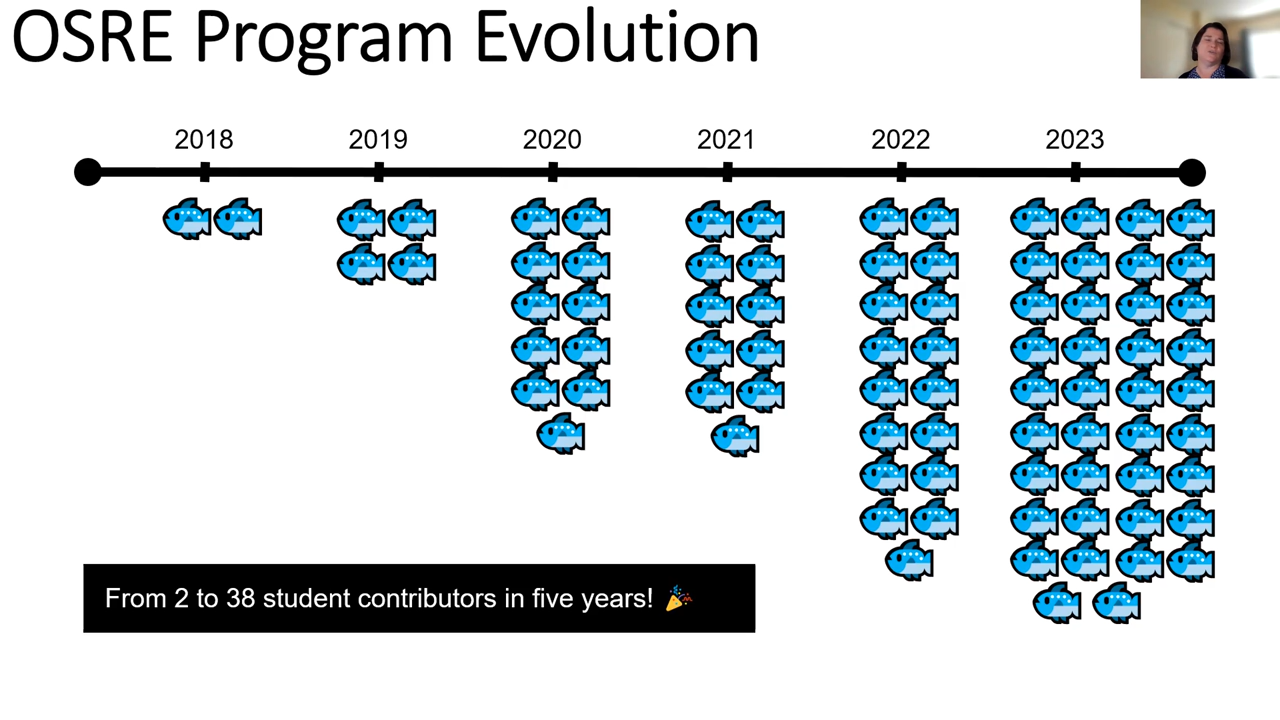 OSRE Program Evolution
2018 2019 2020 2021 2022 2023
From 2 to 38 student contributors in five years! 🎉